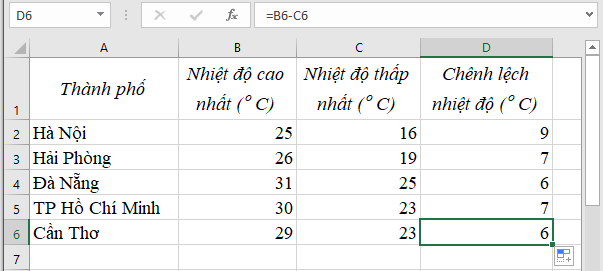 D6 =B6-C6
A B C D
1 Thành phố Nhiệt độ cao nhất (° C) Nhiệt độ thấp nhất (° C) Chênh lệch nhiệt độ (° C)
2 Hà Nội 25 16 9
3 Hải Phòng 26 19 7
4 Đà Nẵng 31 25 6
5 TP Hồ Chí Minh 30 23 7
6 Cần Thơ 29 23 6
7